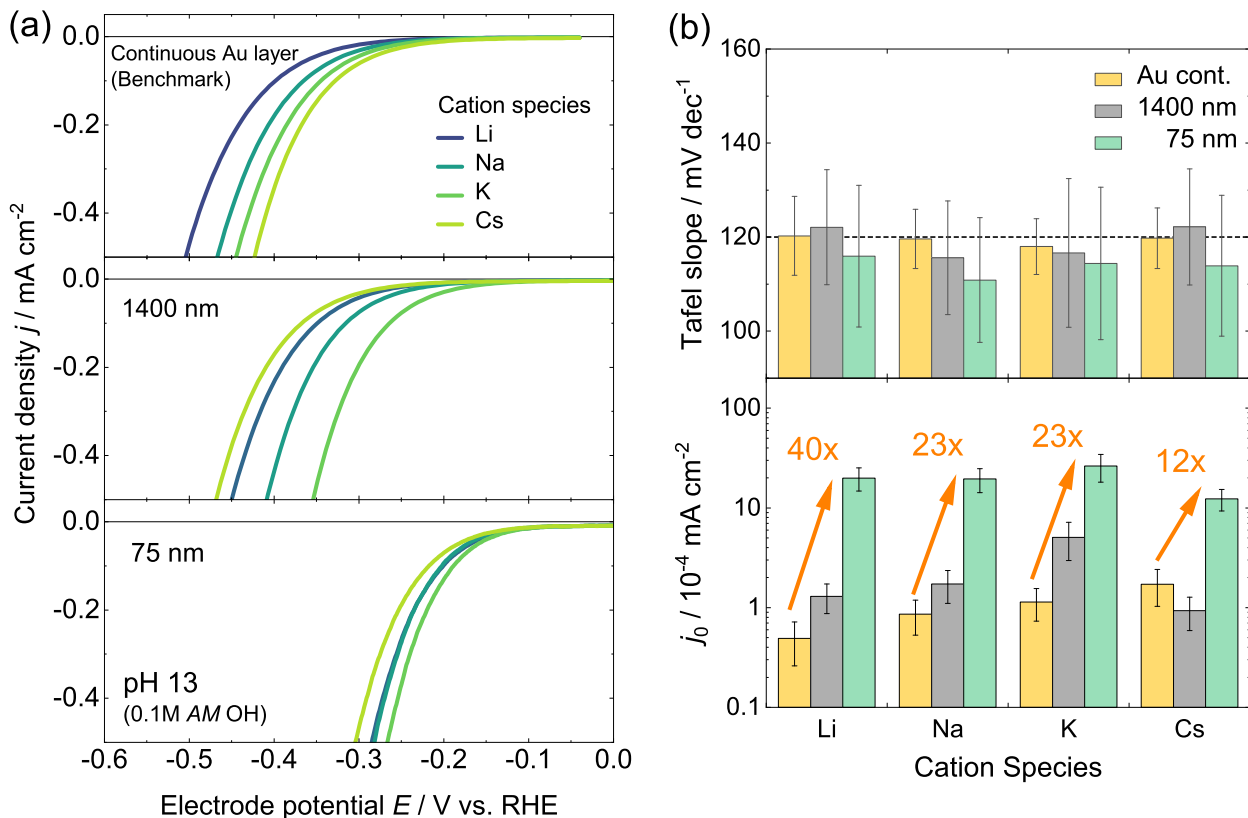 (a)
0.0
Continuous Au layer
(Benchmark)
Cation species
Li
Na
K
Cs
-0.2
-0.4
0.0
1400 nm
-0.2
-0.4
0.0
75 nm
-0.2
pH 13
(0.1M AM OH)
-0.4
-0.6 -0.5 -0.4 -0.3 -0.2 -0.1 0.0
Current density j / mA cm⁻²
Electrode potential E / V vs. RHE
(b)
160
140
120
100
Tafel slope / mV dec⁻¹
Au cont.
1400 nm
75 nm
100
10
1
0.1
j₀ / 10⁻⁴ mA cm⁻²
40x
23x
23x
12x
Li Na K Cs
Cation Species